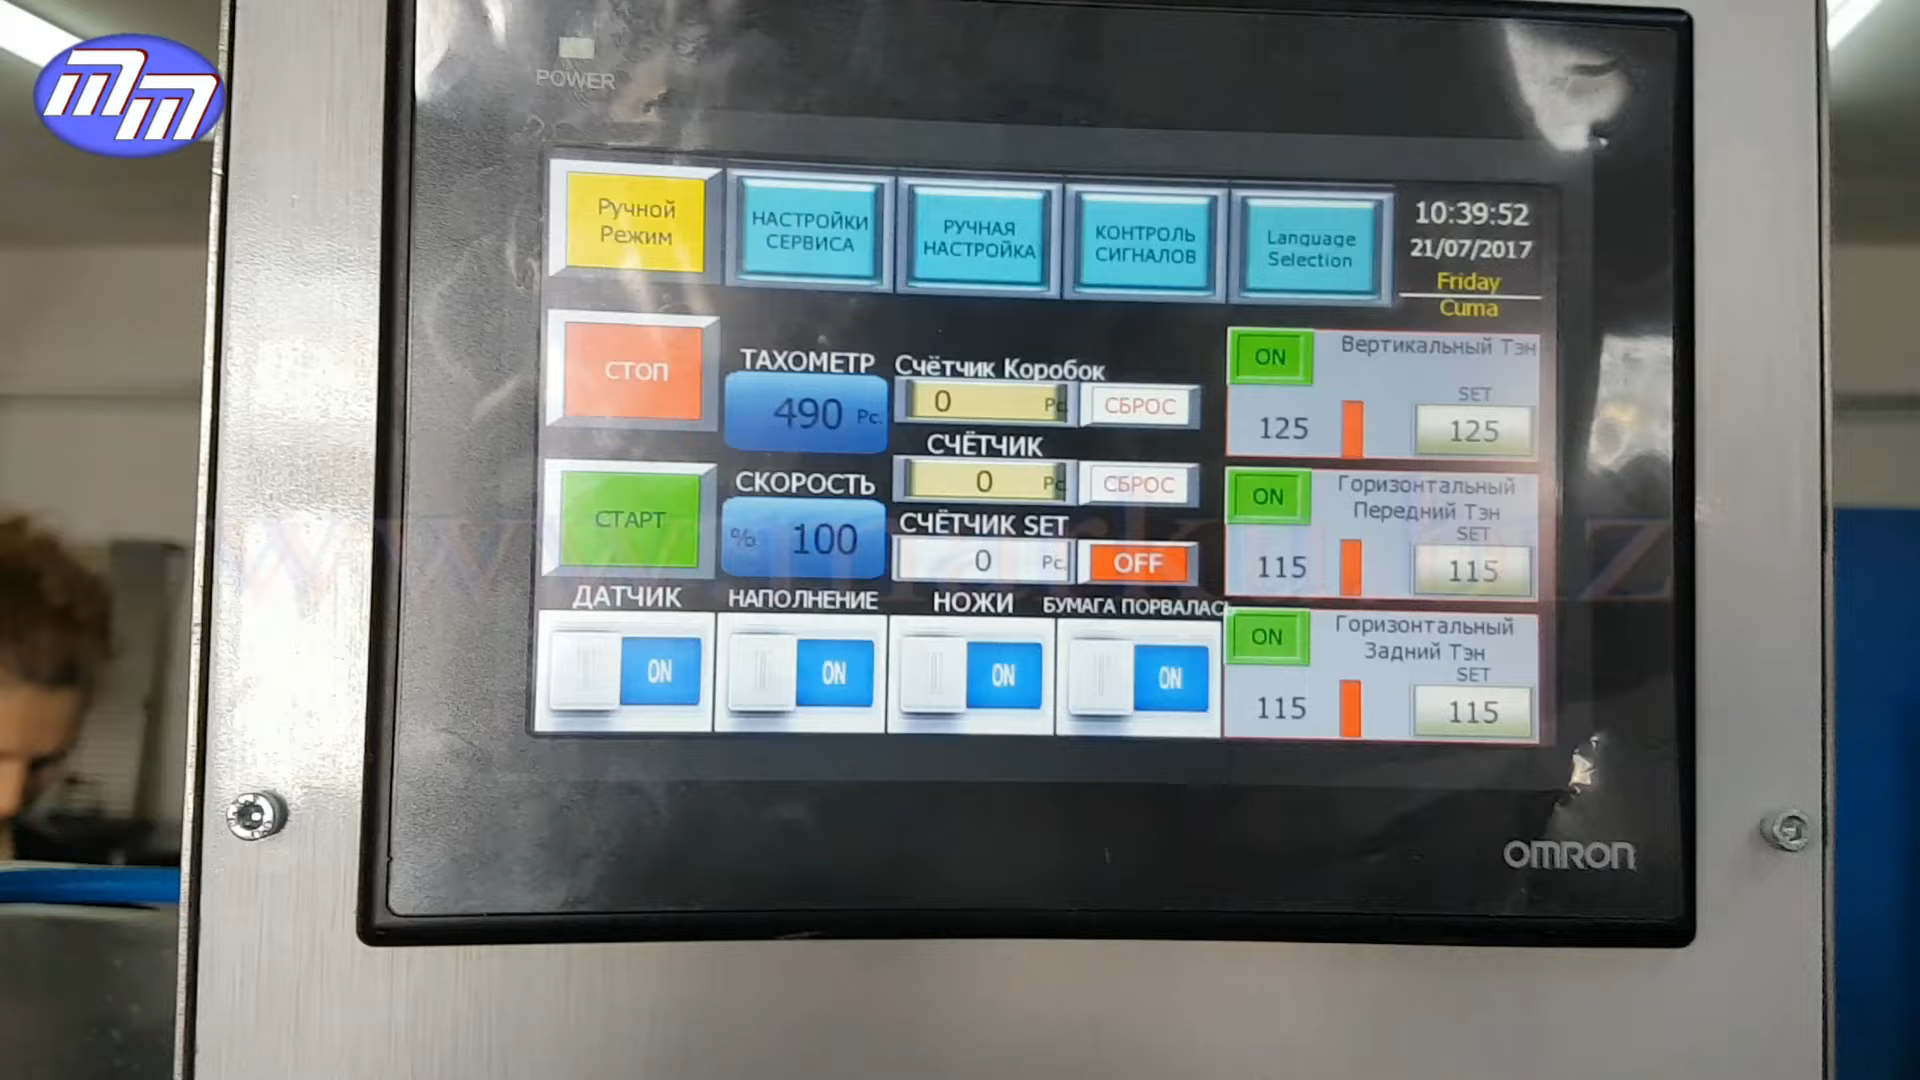 MM
POWER
Ручной
Режим
НАСТРОЙКИ
СЕРВИСА
РУЧНАЯ
НАСТРОЙКА
КОНТРОЛЬ
СИГНАЛОВ
Language
Selection
10:39:52
21/07/2017
Friday
Cuma
СТОП
ТАХОМЕТР
490 Pc.
Счётчик Коробок
0 Pc.
СБРОС
СЧЁТЧИК
0 Pc.
СБРОС
СТАРТ
СКОРОСТЬ
% 100
СЧЁТЧИК SET
0 Pc.
OFF
ON
Вертикальный Тэн
SET
125
125
ON
Горизонтальный
Передний Тэн
SET
115
115
ON
Горизонтальный
Задний Тэн
SET
115
115
ДАТЧИК
ON
НАПОЛНЕНИЕ
ON
НОЖИ
ON
БУМАГА ПОРВАЛАС
ON
OMRON